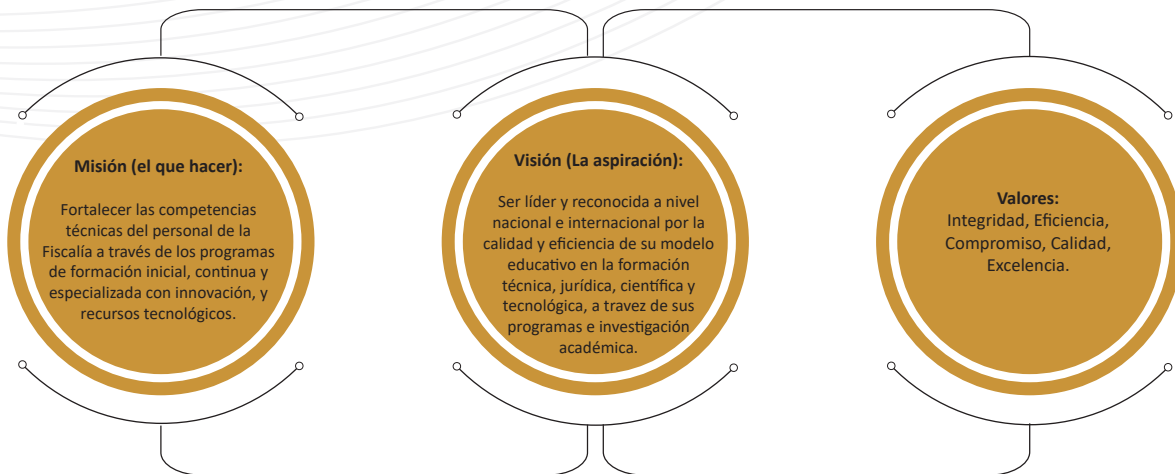 Misión (el que hacer):
Fortalecer las competencias
técnicas del personal de la
Fiscalía a través de los programas
de formación inicial, continua y
especializada con innovación, y
recursos tecnológicos.
Visión (La aspiración):
Ser líder y reconocida a nivel
nacional e internacional por la
calidad y eficiencia de su modelo
educativo en la formación
técnica, jurídica, científica y
tecnológica, a travez de sus
programas e investigación
académica.
Valores:
Integridad, Eficiencia,
Compromiso, Calidad,
Excelencia.